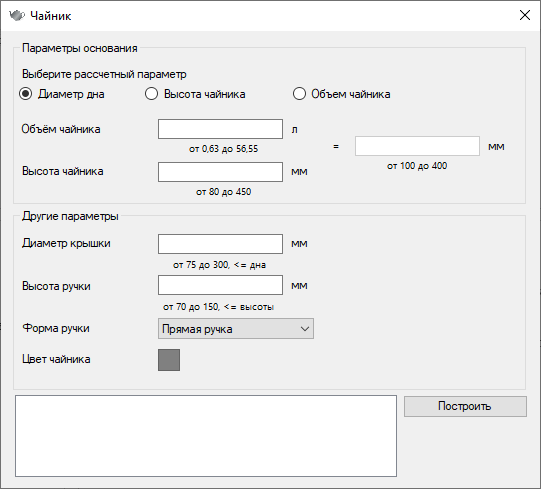 Чайник
Параметры основания
Выберите рассчетный параметр
Диаметр дна
Высота чайника
Объем чайника
Объём чайника
л
от 0,63 до 56,55
=
мм
от 100 до 400
Высота чайника
мм
от 80 до 450
Другие параметры
Диаметр крышки
мм
от 75 до 300, <= дна
Высота ручки
мм
от 70 до 150, <= высоты
Форма ручки
Прямая ручка
Цвет чайника
Построить